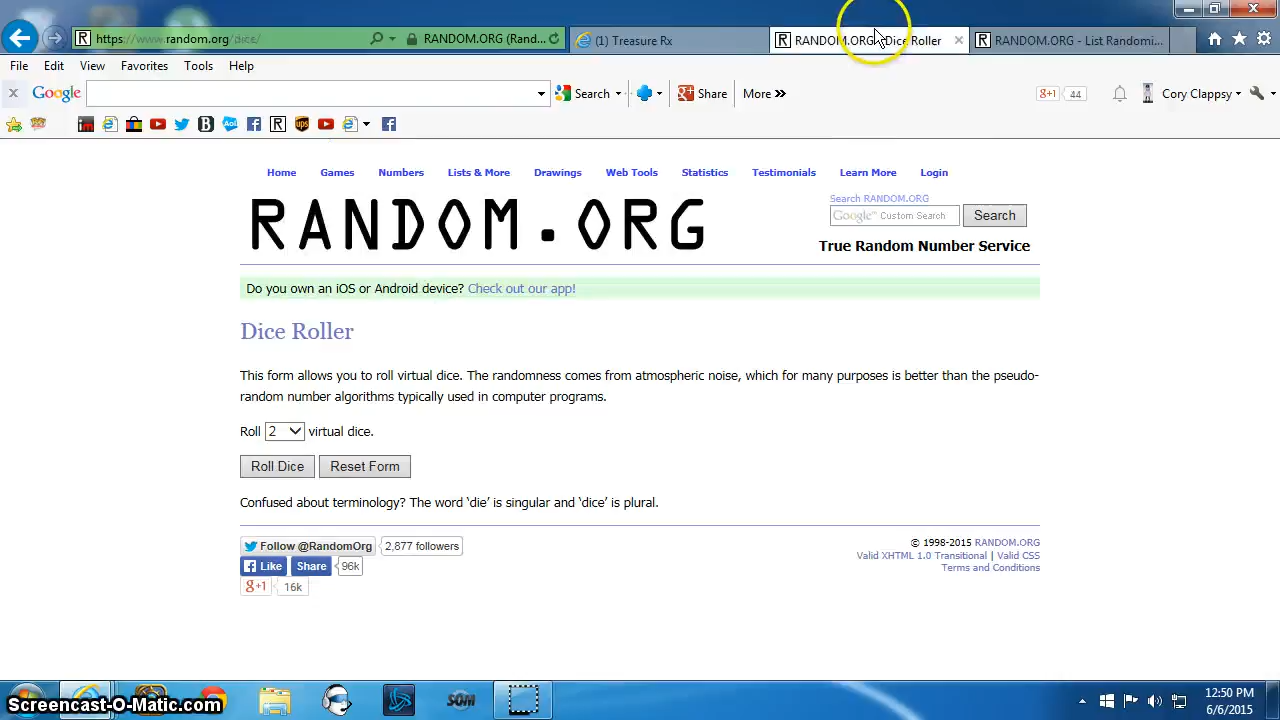 https://www.random.org/dice/ RANDOM.ORG (Rand... (1) Treasure Rx RANDOM.ORG - Dice Roller RANDOM.ORG - List Randomi...
File Edit View Favorites Tools Help
x Google Search Share More » g+1 44 Cory Clappsy
Home Games Numbers Lists & More Drawings Web Tools Statistics Testimonials Learn More Login
RANDOM.ORG
Search RANDOM.ORG
Google™ Custom Search Search
True Random Number Service
Do you own an iOS or Android device? Check out our app!
Dice Roller
This form allows you to roll virtual dice. The randomness comes from atmospheric noise, which for many purposes is better than the pseudo-
random number algorithms typically used in computer programs.
Roll 2 virtual dice.
Roll Dice Reset Form
Confused about terminology? The word ‘die’ is singular and ‘dice’ is plural.
Follow @RandomOrg 2,877 followers
Like Share 96k
g+1 16k
© 1998-2015 RANDOM.ORG
Valid XHTML 1.0 Transitional | Valid CSS
Terms and Conditions
Screencast-O-Matic.com
SOM
12:50 PM
6/6/2015